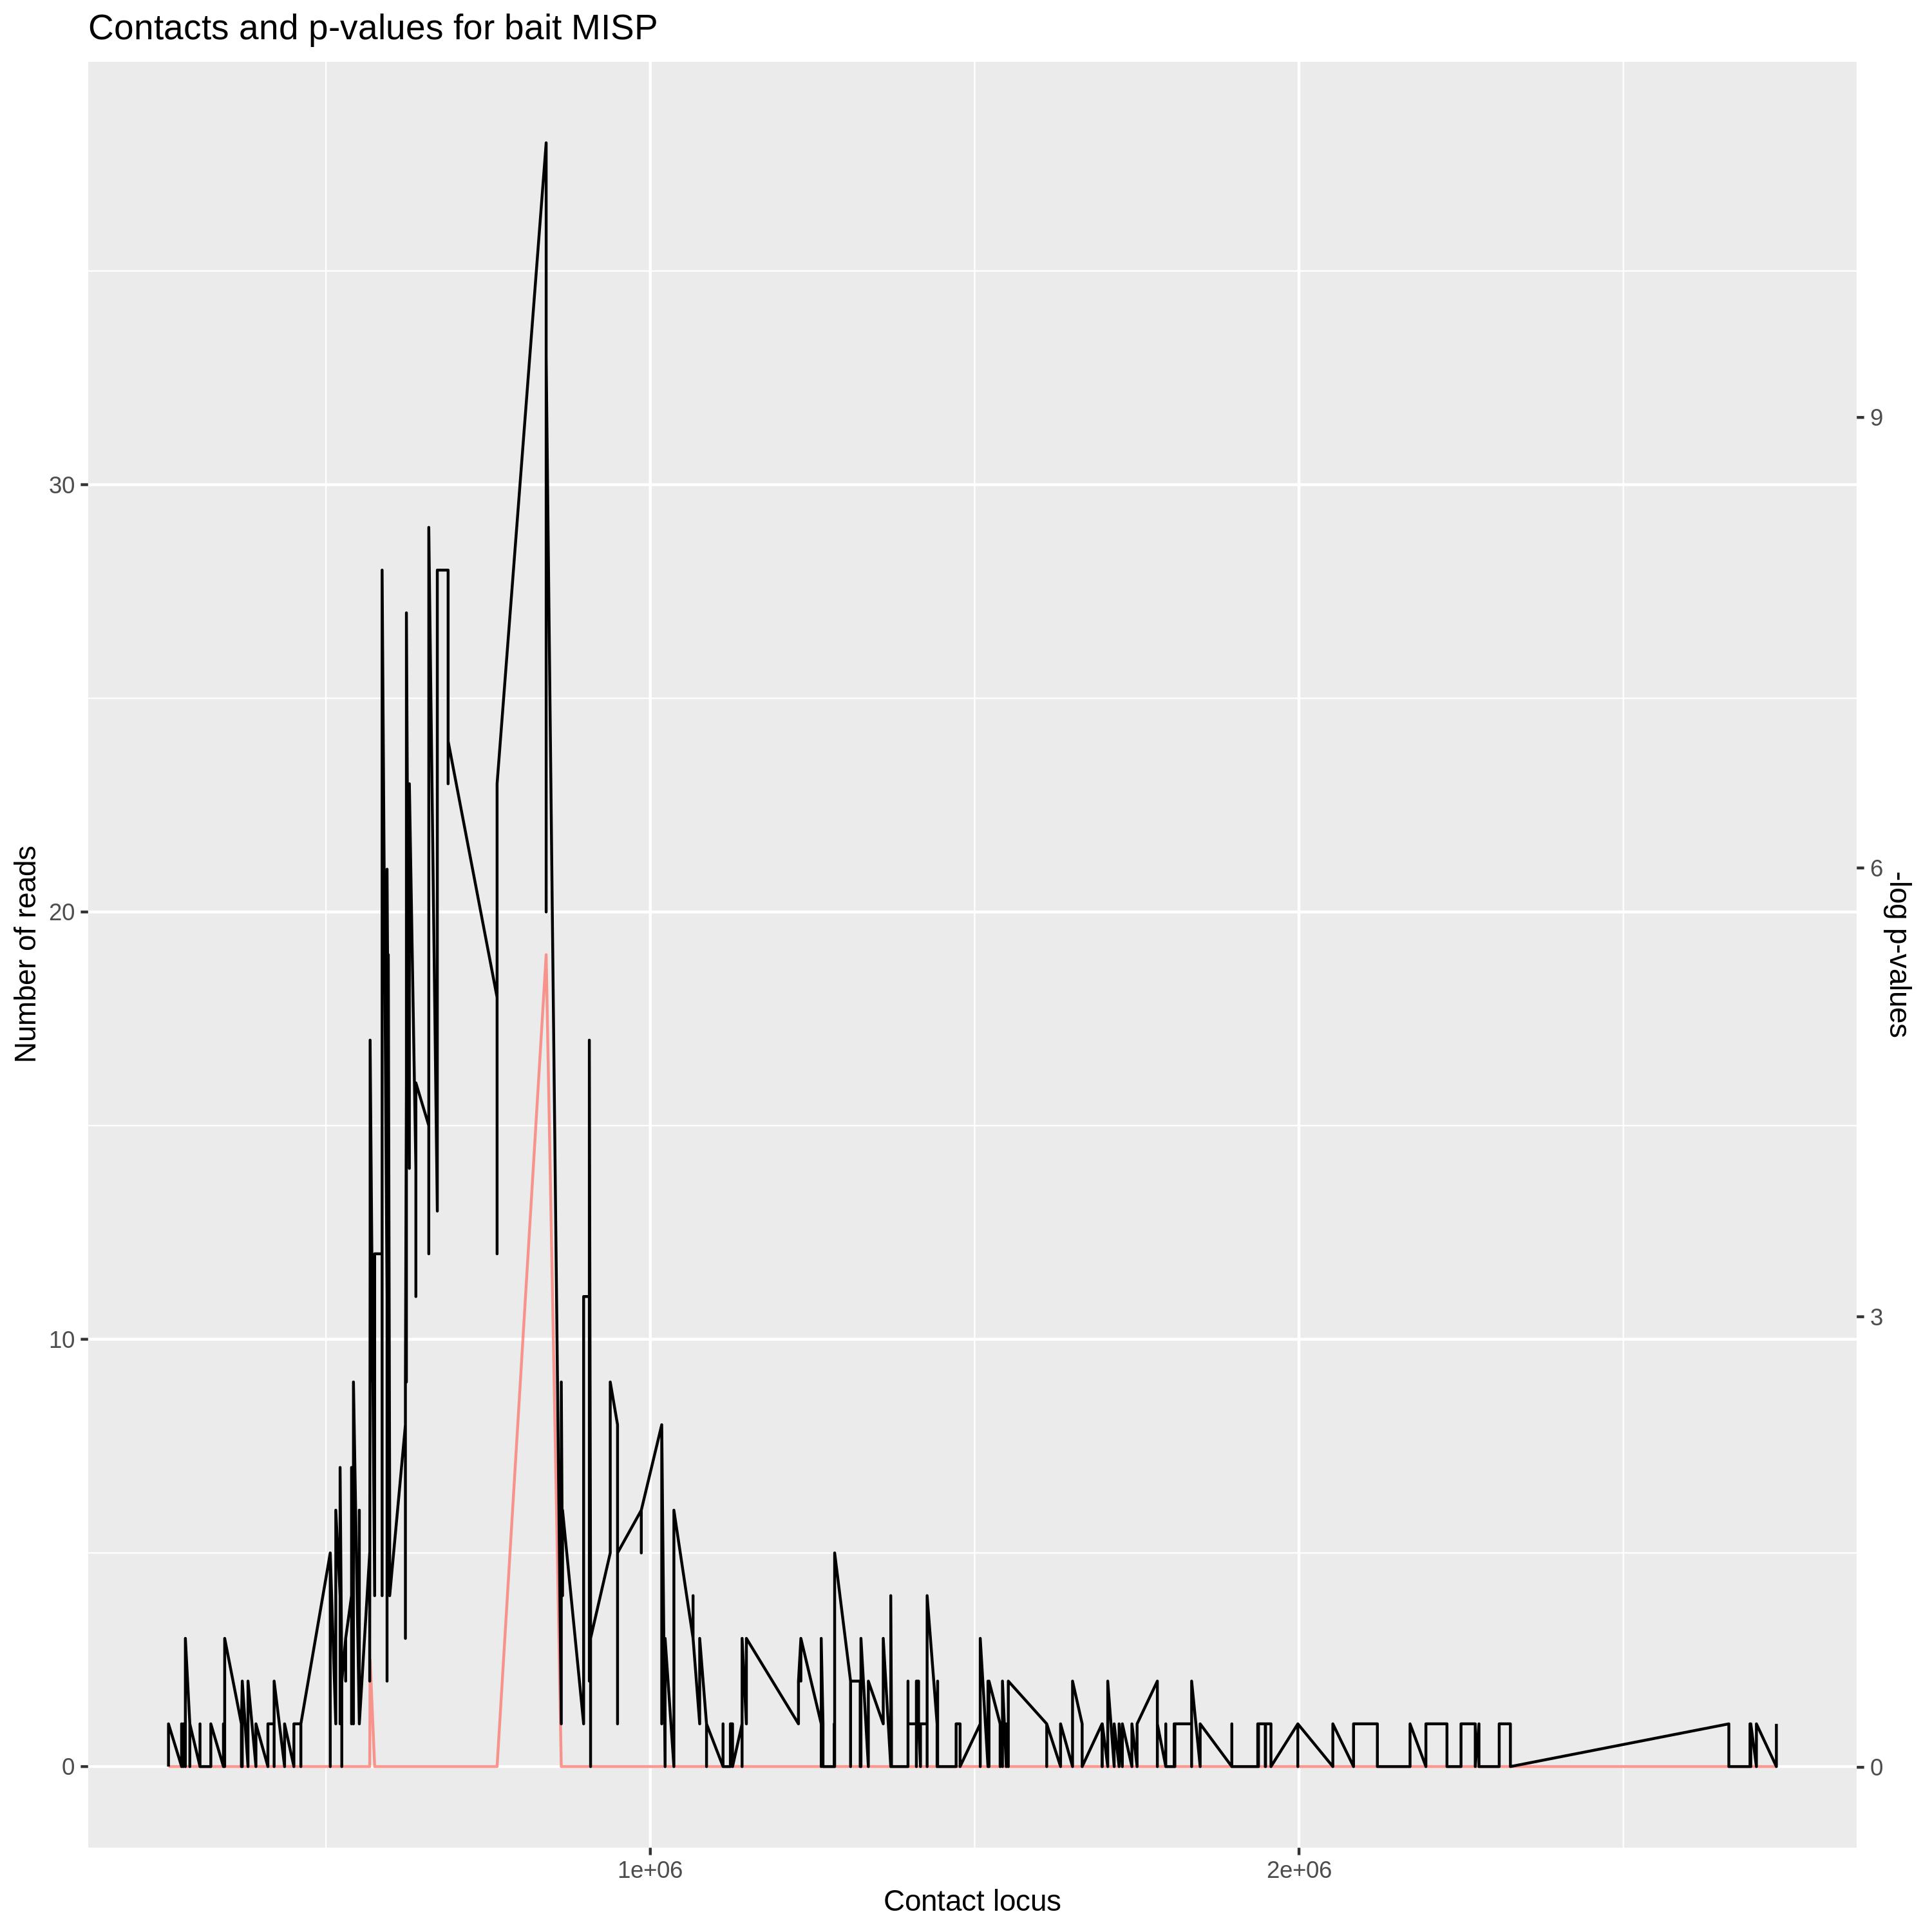 Contacts and p-values for bait MISP
Number of reads
30
20
10
0
9
6
3
0
-log p-values
1e+06
2e+06
Contact locus